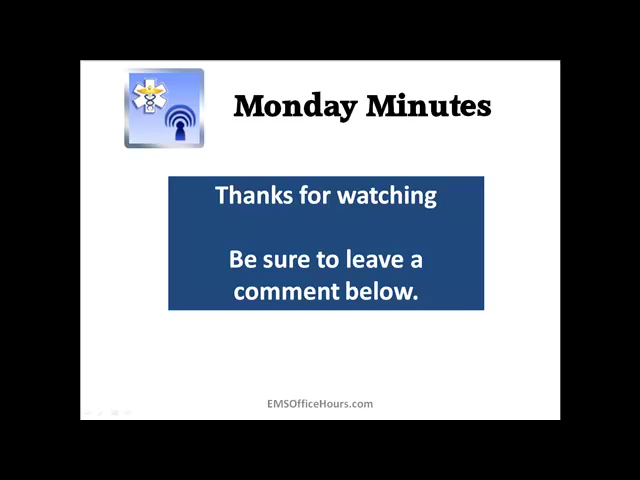 Monday Minutes
Thanks for watching
Be sure to leave a
comment below.
EMSOfficeHours.com